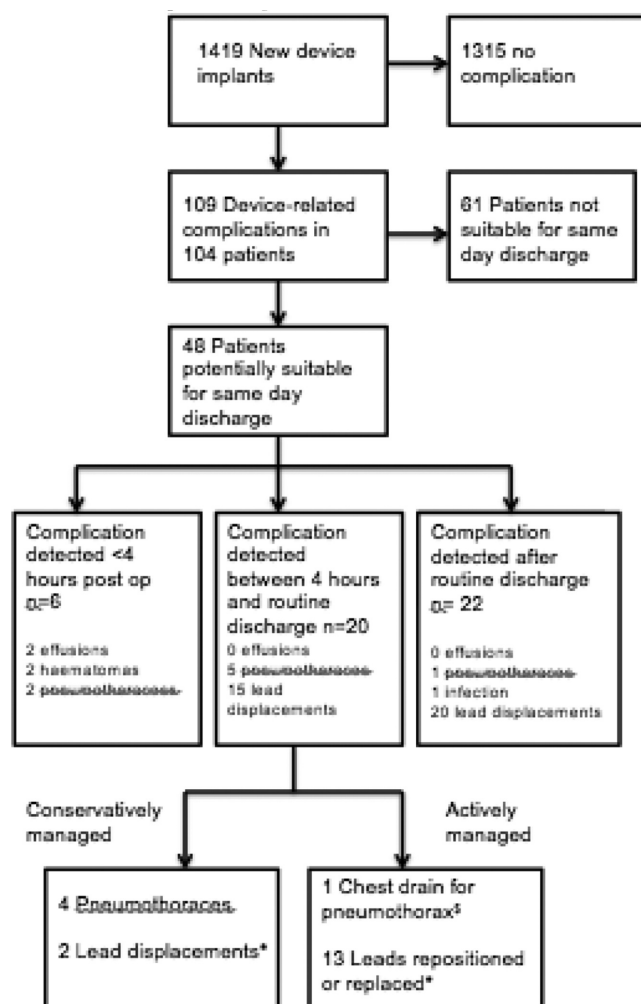 1419 New device
implants
1315 no
complication
109 Device-related
complications in
104 patients
61 Patients not
suitable for same
day discharge
48 Patients
potentially suitable
for same day
discharge
Complication
detected <4
hours post op
n=6
2 effusions
2 haematomas
2 pneumothoraces
Complication
detected
between 4 hours
and routine
discharge n=20
0 effusions
5 pneumothoraces
15 lead
displacements
Complication
detected after
routine discharge
n= 22
0 effusions
1 pneumothoraces
1 infection
20 lead displacements
Conservatively
managed
Actively
managed
4 Pneumothoraces
2 Lead displacements*
1 Chest drain for
pneumothorax$
13 Leads repositioned
or replaced*